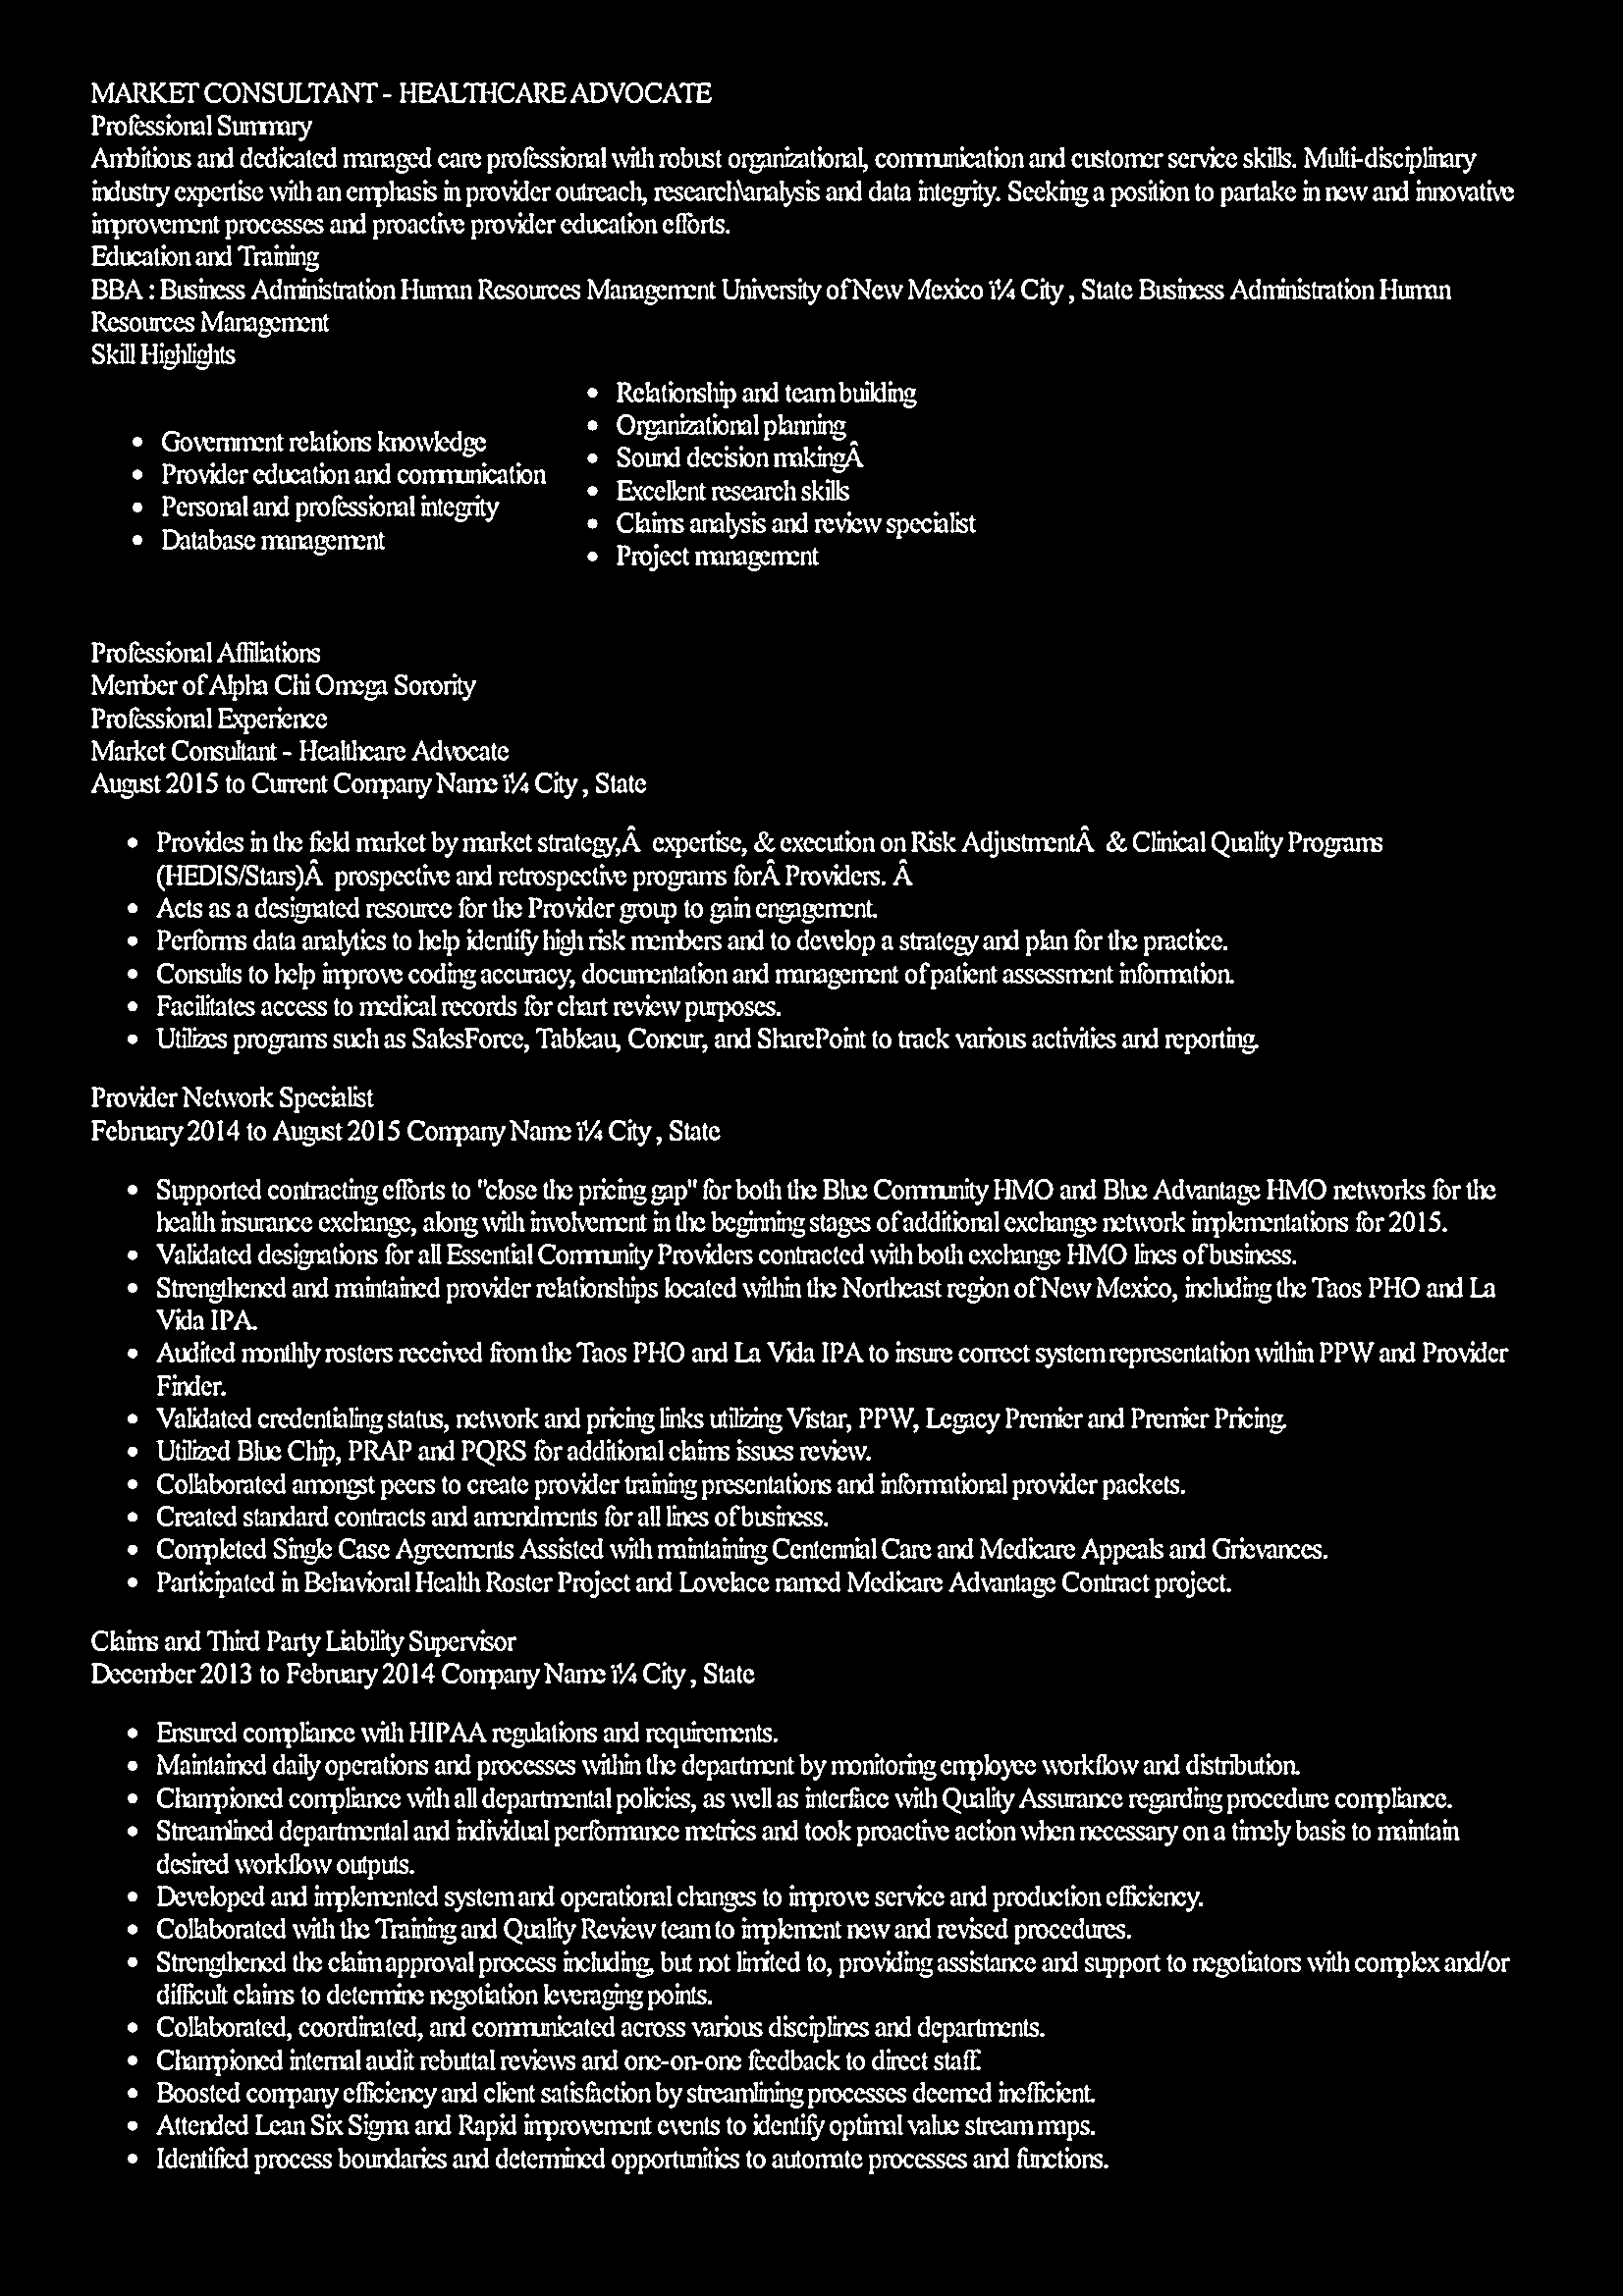 MARKET CONSULTANT - HEALTHCARE ADVOCATE
Professional Summary
Ambitious and dedicated managed care professional with robust organizational, communication and customer service skills. Multi-disciplinary
industry expertise with an emphasis in provider outreach, research\analysis and data integrity. Seeking a position to partake in new and innovative
improvement processes and proactive provider education efforts.
Education and Training
BBA : Business Administration Human Resources Management University of New Mexico ï¼ City , State Business Administration Human
Resources Management
Skill Highlights
• Government relations knowledge
• Provider education and communication
• Personal and professional integrity
• Database management
• Relationship and team building
• Organizational planning
• Sound decision makingÂ
• Excellent research skills
• Claims analysis and review specialist
• Project management
Professional Affiliations
Member of Alpha Chi Omega Sorority
Professional Experience
Market Consultant - Healthcare Advocate
August 2015 to Current Company Name ï¼ City , State
• Provides in the field market by market strategy,Â expertise, & execution on Risk AdjustmentÂ & Clinical Quality Programs
(HEDIS/Stars)Â prospective and retrospective programs forÂ Providers. Â
• Acts as a designated resource for the Provider group to gain engagement.
• Performs data analytics to help identify high risk members and to develop a strategy and plan for the practice.
• Consults to help improve coding accuracy, documentation and management of patient assessment information.
• Facilitates access to medical records for chart review purposes.
• Utilizes programs such as SalesForce, Tableau, Concur, and SharePoint to track various activities and reporting.
Provider Network Specialist
February 2014 to August 2015 Company Name ï¼ City , State
• Supported contracting efforts to "close the pricing gap" for both the Blue Community HMO and Blue Advantage HMO networks for the
health insurance exchange, along with involvement in the beginning stages of additional exchange network implementations for 2015.
• Validated designations for all Essential Community Providers contracted with both exchange HMO lines of business.
• Strengthened and maintained provider relationships located within the Northeast region of New Mexico, including the Taos PHO and La
Vida IPA.
• Audited monthly rosters received from the Taos PHO and La Vida IPA to insure correct system representation within PPW and Provider
Finder.
• Validated credentialing status, network and pricing links utilizing Vistar, PPW, Legacy Premier and Premier Pricing.
• Utilized Blue Chip, PRAP and PQRS for additional claims issues review.
• Collaborated amongst peers to create provider training presentations and informational provider packets.
• Created standard contracts and amendments for all lines of business.
• Completed Single Case Agreements Assisted with maintaining Centennial Care and Medicare Appeals and Grievances.
• Participated in Behavioral Health Roster Project and Lovelace named Medicare Advantage Contract project.
Claims and Third Party Liability Supervisor
December 2013 to February 2014 Company Name ï¼ City , State
• Ensured compliance with HIPAA regulations and requirements.
• Maintained daily operations and processes within the department by monitoring employee workflow and distribution.
• Championed compliance with all departmental policies, as well as interface with Quality Assurance regarding procedure compliance.
• Streamlined departmental and individual performance metrics and took proactive action when necessary on a timely basis to maintain
desired workflow outputs.
• Developed and implemented system and operational changes to improve service and production efficiency.
• Collaborated with the Training and Quality Review team to implement new and revised procedures.
• Strengthened the claim approval process including, but not limited to, providing assistance and support to negotiators with complex and/or
difficult claims to determine negotiation leveraging points.
• Collaborated, coordinated, and communicated across various disciplines and departments.
• Championed internal audit rebuttal reviews and one-on-one feedback to direct staff.
• Boosted company efficiency and client satisfaction by streamlining processes deemed inefficient.
• Attended Lean Six Sigma and Rapid improvement events to identify optimal value stream maps.
• Identified process boundaries and determined opportunities to automate processes and functions.